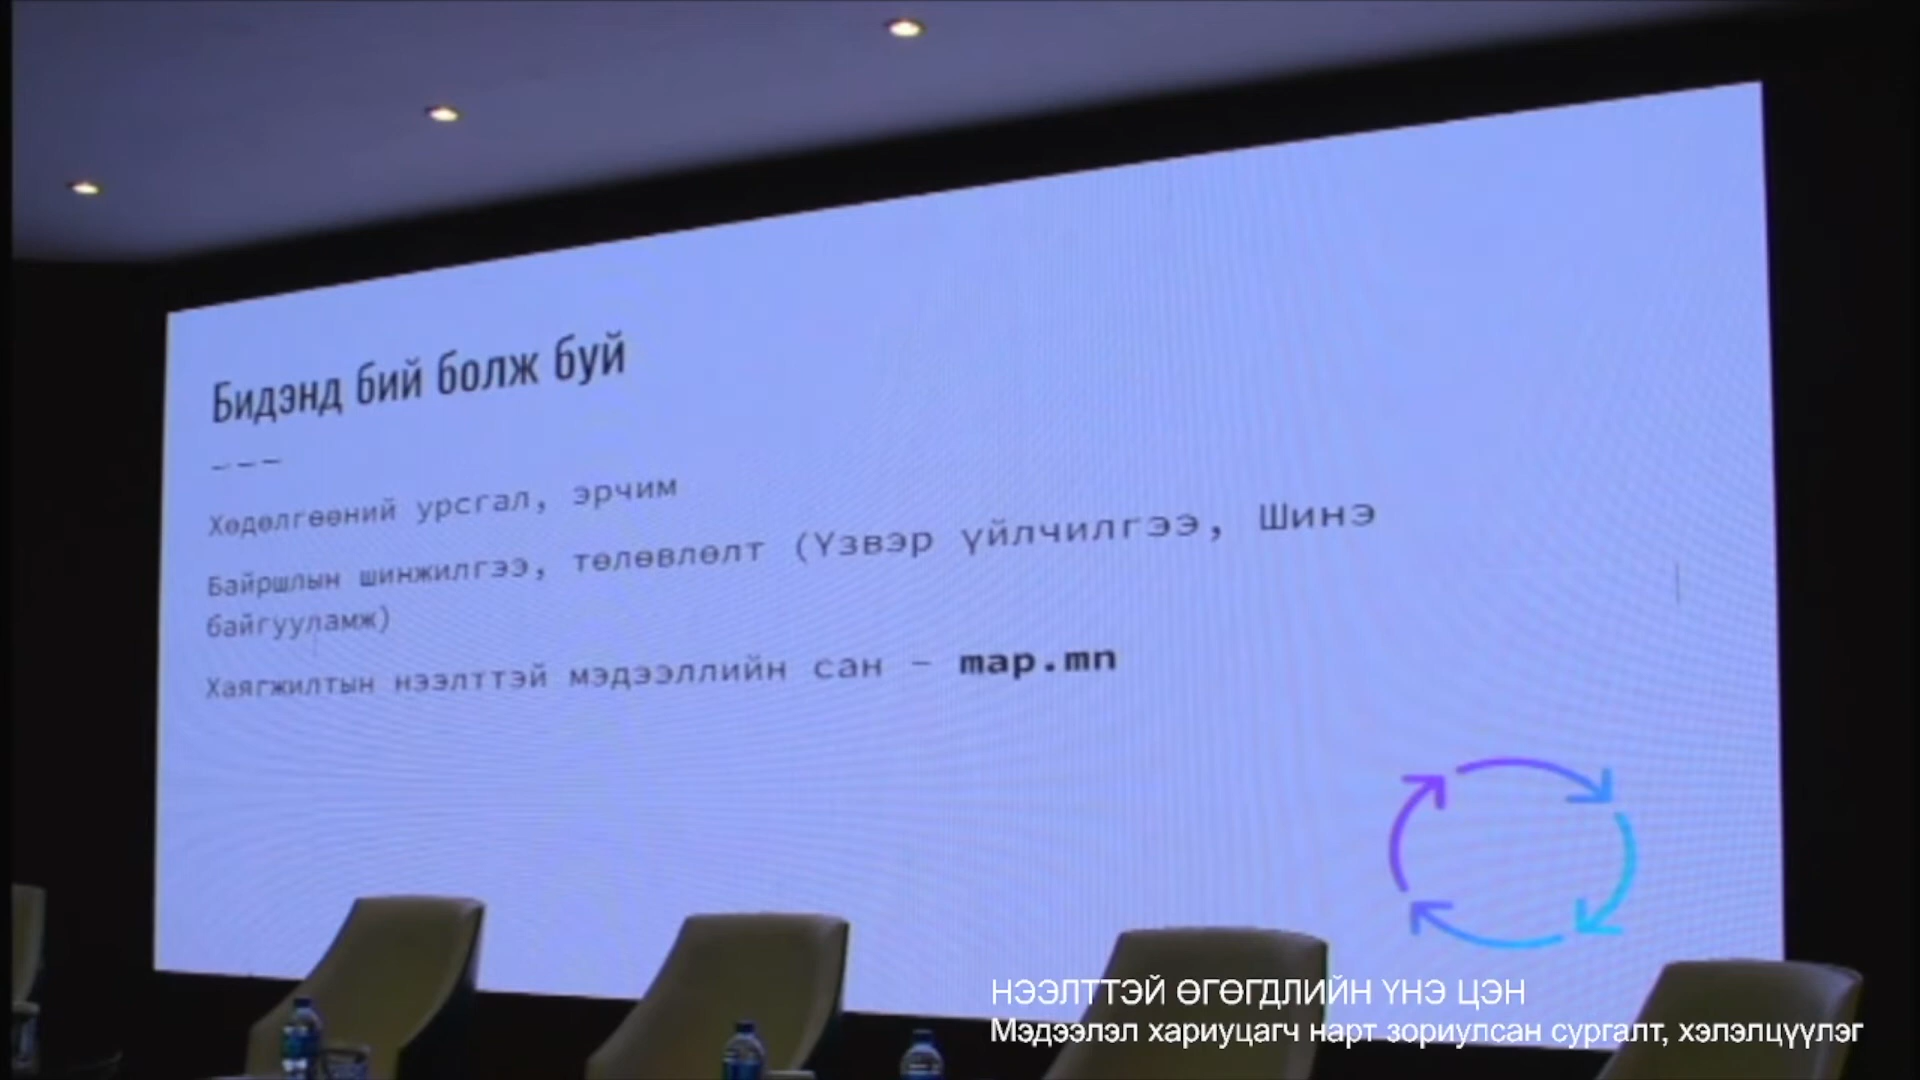 Бидэнд бий болж буй
———
Хөдөлгөөний урсгал, эрчим
Байршлын шинжилгээ, төлөвлөлт (Үзвэр үйлчилгээ, Шинэ
байгууламж)
Хаягжилтын нээлттэй мэдээллийн сан – map.mn
НЭЭЛТТЭЙ ӨГӨГДЛИЙН ҮНЭ ЦЭН
Мэдээлэл хариуцагч нарт зориулсан сургалт, хэлэлцүүлэг